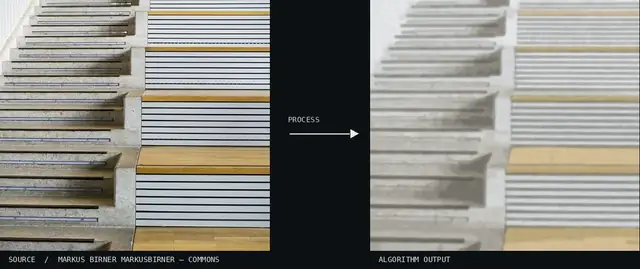 PROCESS
SOURCE / MARKUS BIRNER MARKUSBIRNER — COMMONS
ALGORITHM OUTPUT